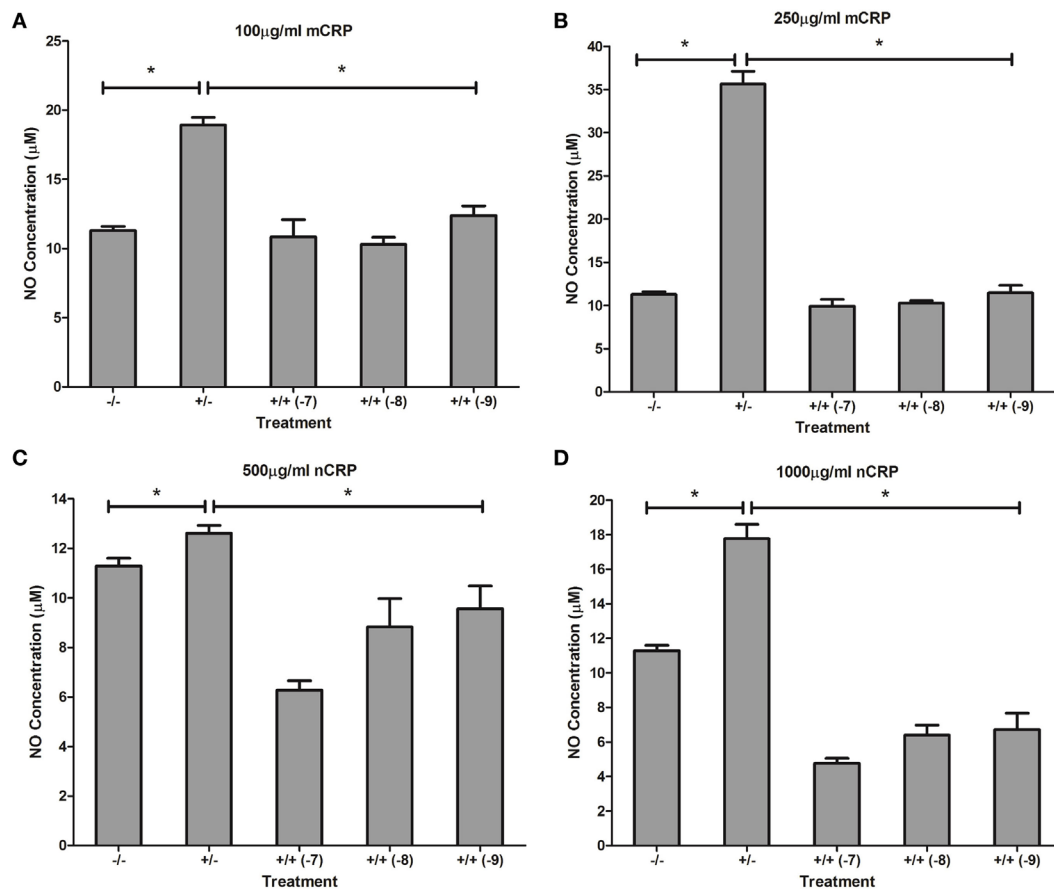 A
100μg/ml mCRP
NO Concentration (μM)
25
20
15
10
5
0
* *
-/- +/- +/+ (-7) +/+ (-8) +/+ (-9)
Treatment
B
250μg/ml mCRP
NO Concentration (μM)
40
35
30
25
20
15
10
5
0
* *
-/- +/- +/+ (-7) +/+ (-8) +/+ (-9)
Treatment
C
500μg/ml nCRP
NO Concentration (μM)
14
12
10
8
6
4
2
0
* *
-/- +/- +/+ (-7) +/+ (-8) +/+ (-9)
Treatment
D
1000μg/ml nCRP
NO Concentration (μM)
20
18
16
14
12
10
8
6
4
2
0
* *
-/- +/- +/+ (-7) +/+ (-8) +/+ (-9)
Treatment